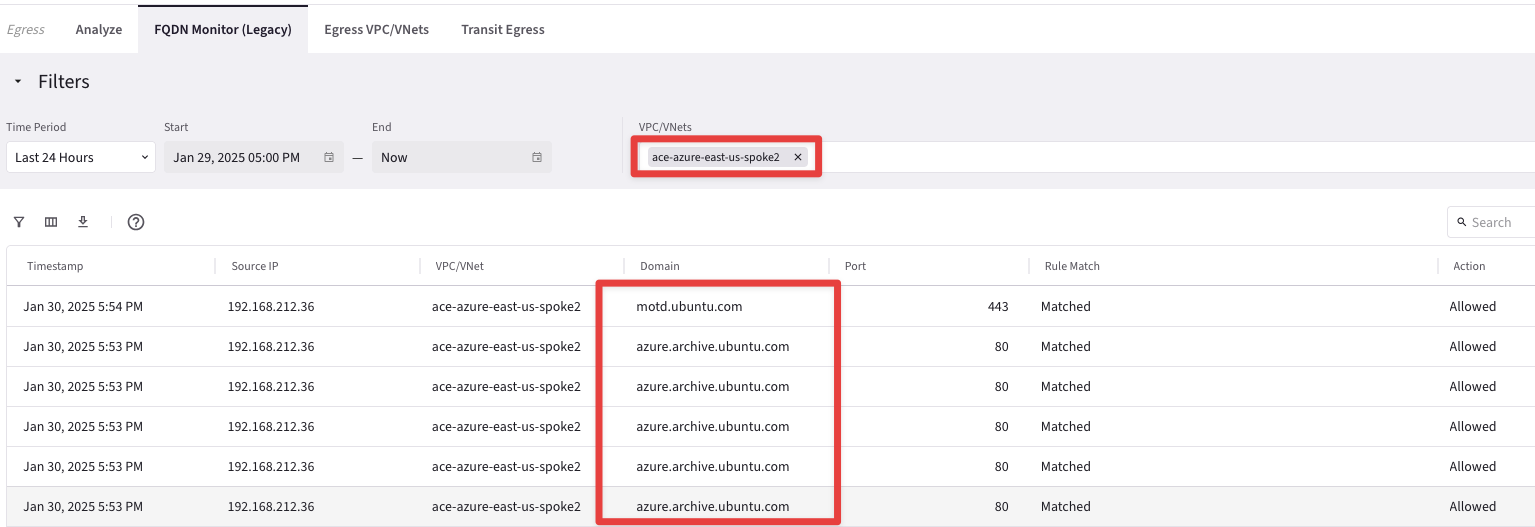 Egress Analyze FQDN Monitor (Legacy) Egress VPC/VNets Transit Egress
Filters
Time Period Start End VPC/VNets
Last 24 Hours Jan 29, 2025 05:00 PM — Now ace-azure-east-us-spoke2 ×
Search
Timestamp Source IP VPC/VNet Domain Port Rule Match Action
Jan 30, 2025 5:54 PM 192.168.212.36 ace-azure-east-us-spoke2 motd.ubuntu.com 443 Matched Allowed
Jan 30, 2025 5:53 PM 192.168.212.36 ace-azure-east-us-spoke2 azure.archive.ubuntu.com 80 Matched Allowed
Jan 30, 2025 5:53 PM 192.168.212.36 ace-azure-east-us-spoke2 azure.archive.ubuntu.com 80 Matched Allowed
Jan 30, 2025 5:53 PM 192.168.212.36 ace-azure-east-us-spoke2 azure.archive.ubuntu.com 80 Matched Allowed
Jan 30, 2025 5:53 PM 192.168.212.36 ace-azure-east-us-spoke2 azure.archive.ubuntu.com 80 Matched Allowed
Jan 30, 2025 5:53 PM 192.168.212.36 ace-azure-east-us-spoke2 azure.archive.ubuntu.com 80 Matched Allowed